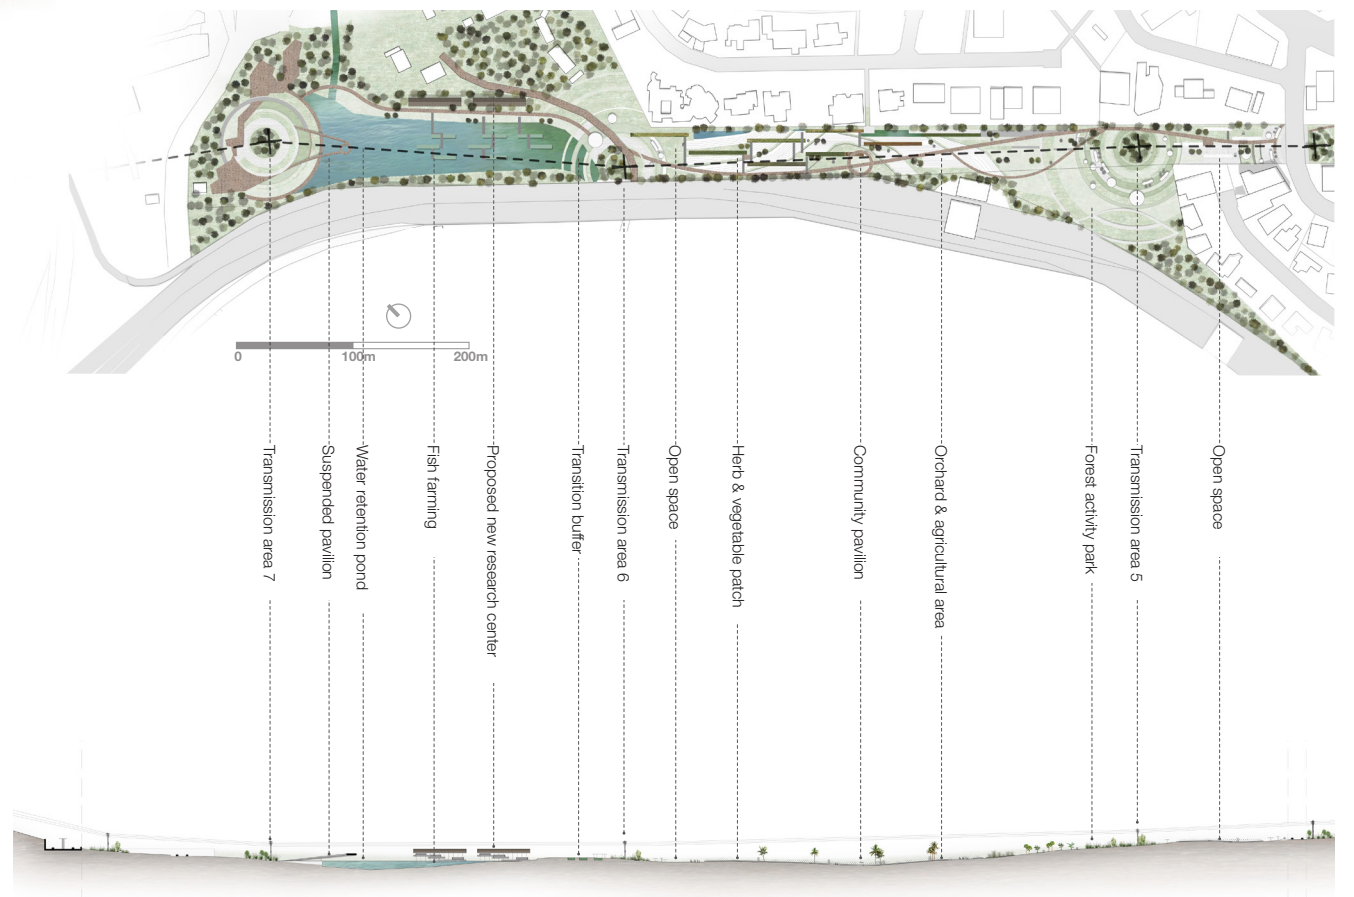 0
100m
200m
Transmission area 7
Suspended pavilion
Water retention pond
Fish farming
Proposed new research center
Transition buffer
Transmission area 6
Open space
Herb & vegetable patch
Community pavilion
Orchard & agricultural area
Forest activity park
Transmission area 5
Open space